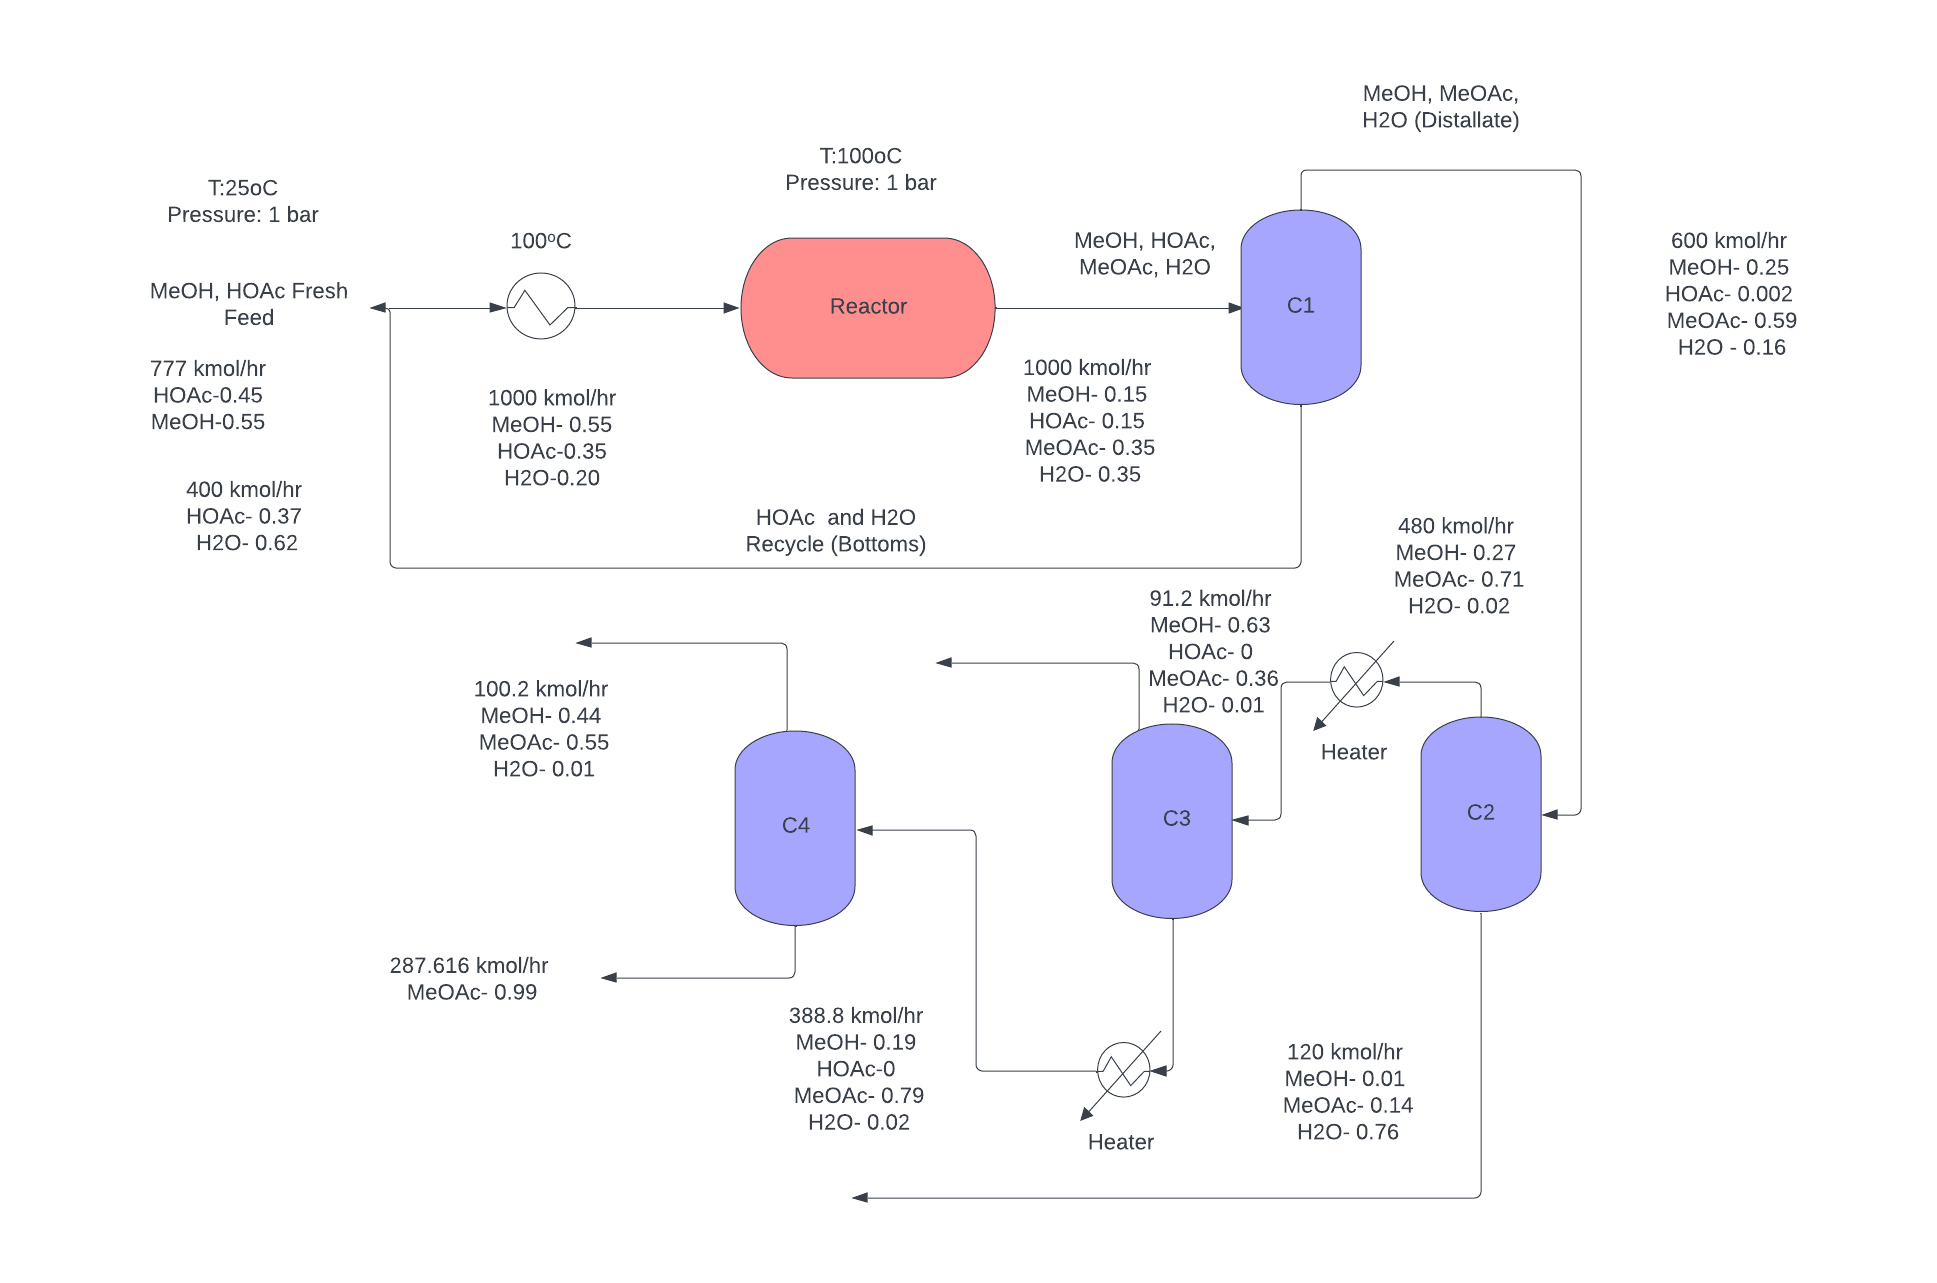 MeOH, MeOAc,
H2O (Distallate)
T:100oC
Pressure: 1 bar
T:25oC
Pressure: 1 bar
100ºC
MeOH, HOAc Fresh
Feed
777 kmol/hr
HOAc-0.45
MeOH-0.55
400 kmol/hr
HOAc- 0.37
H2O- 0.62
1000 kmol/hr
MeOH- 0.55
HOAc-0.35
H2O-0.20
Reactor
MeOH, HOAc,
MeOAc, H2O
1000 kmol/hr
MeOH- 0.15
HOAc- 0.15
MeOAc- 0.35
H2O- 0.35
C1
600 kmol/hr
MeOH- 0.25
HOAc- 0.002
MeOAc- 0.59
H2O - 0.16
HOAc and H2O
Recycle (Bottoms)
480 kmol/hr
MeOH- 0.27
MeOAc- 0.71
H2O- 0.02
91.2 kmol/hr
MeOH- 0.63
HOAc- 0
MeOAc- 0.36
H2O- 0.01
Heater
100.2 kmol/hr
MeOH- 0.44
MeOAc- 0.55
H2O- 0.01
C4
C3
C2
287.616 kmol/hr
MeOAc- 0.99
388.8 kmol/hr
MeOH- 0.19
HOAc-0
MeOAc- 0.79
H2O- 0.02
Heater
120 kmol/hr
MeOH- 0.01
MeOAc- 0.14
H2O- 0.76